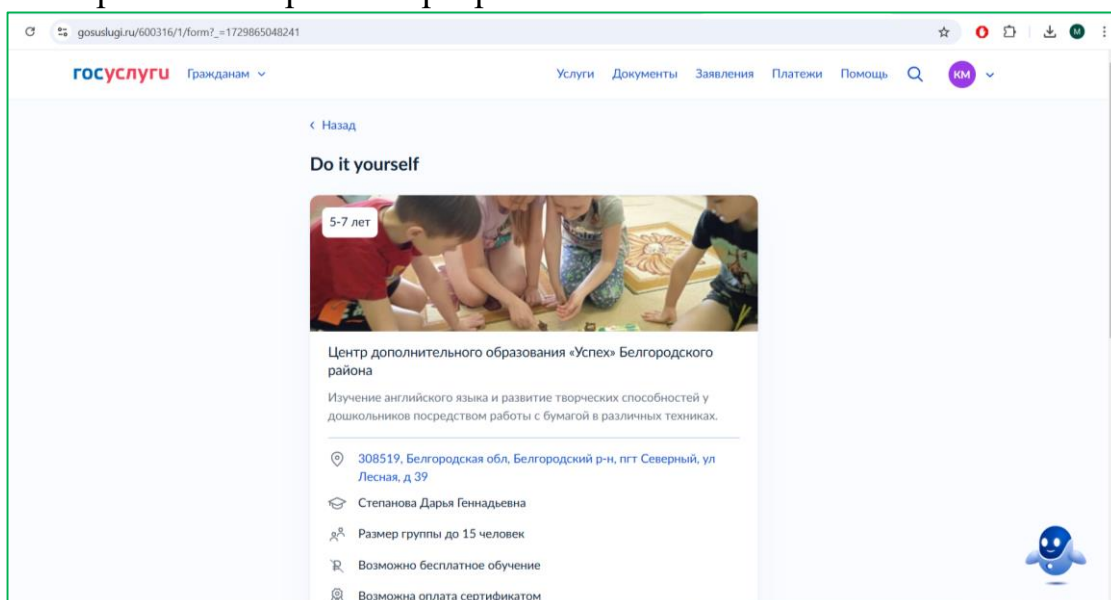 gosuslugi.ru/600316/1/form?_=1729865048241
М
госуслуги Гражданам Услуги Документы Заявления Платежи Помощь КМ
Назад
Do it yourself
5-7 лет
Центр дополнительного образования «Успех» Белгородского
района
Изучение английского языка и развитие творческих способностей у
дошкольников посредством работы с бумагой в различных техниках.
308519, Белгородская обл, Белгородский р-н, пгт Северный, ул
Лесная, д 39
Степанова Дарья Геннадьевна
Размер группы до 15 человек
Возможно бесплатное обучение
Возможна оплата сертификатом